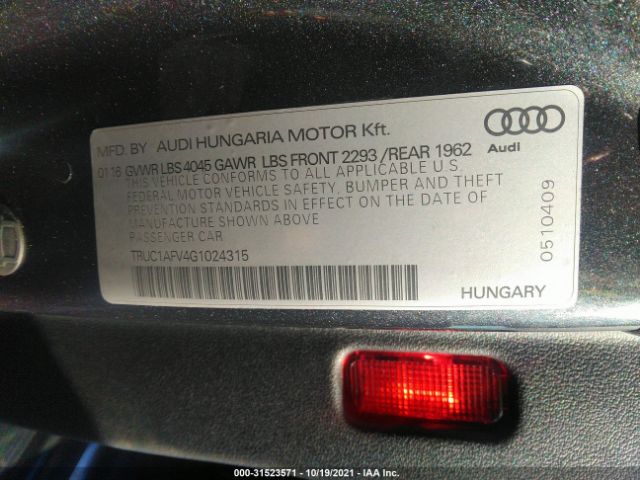 MFD. BY AUDI HUNGARIA MOTOR Kft.
0116 GVWR LBS 4045 GAWR LBS FRONT 2293 /REAR 1962
THIS VEHICLE CONFORMS TO ALL APPLICABLE U.S.
FEDERAL MOTOR VEHICLE SAFETY, BUMPER AND THEFT
PREVENTION STANDARDS IN EFFECT ON THE DATE OF
MANUFACTURE SHOWN ABOVE
PASSENGER CAR
TRUC1AFV4G1024315
Audi
0510409
HUNGARY
000-31523571 - 10/19/2021 - IAA Inc.